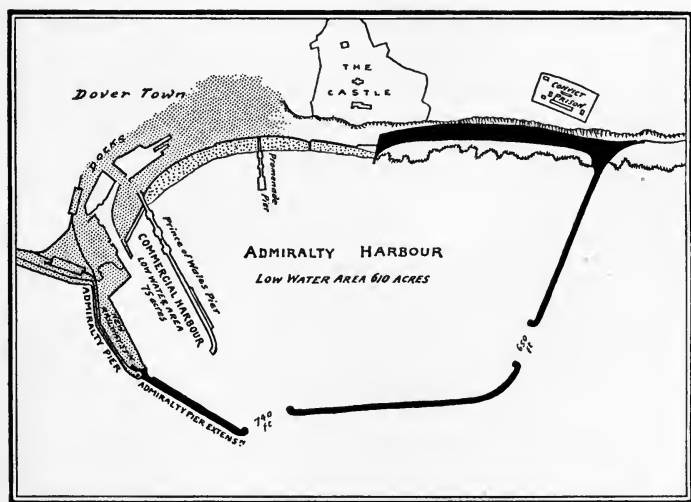 THE
CASTLE
CONVICT
PRISON
Dover Town
DOCKS
Promenade
Pier
Prince of Wales Pier
COMMERCIAL HARBOUR
LOW WATER AREA
75 ACRES
ADMIRALTY HARBOUR
LOW WATER AREA 610 ACRES
ADMIRALTY PIER
ADMIRALTY PIER EXTENSN
740
ft
650
ft